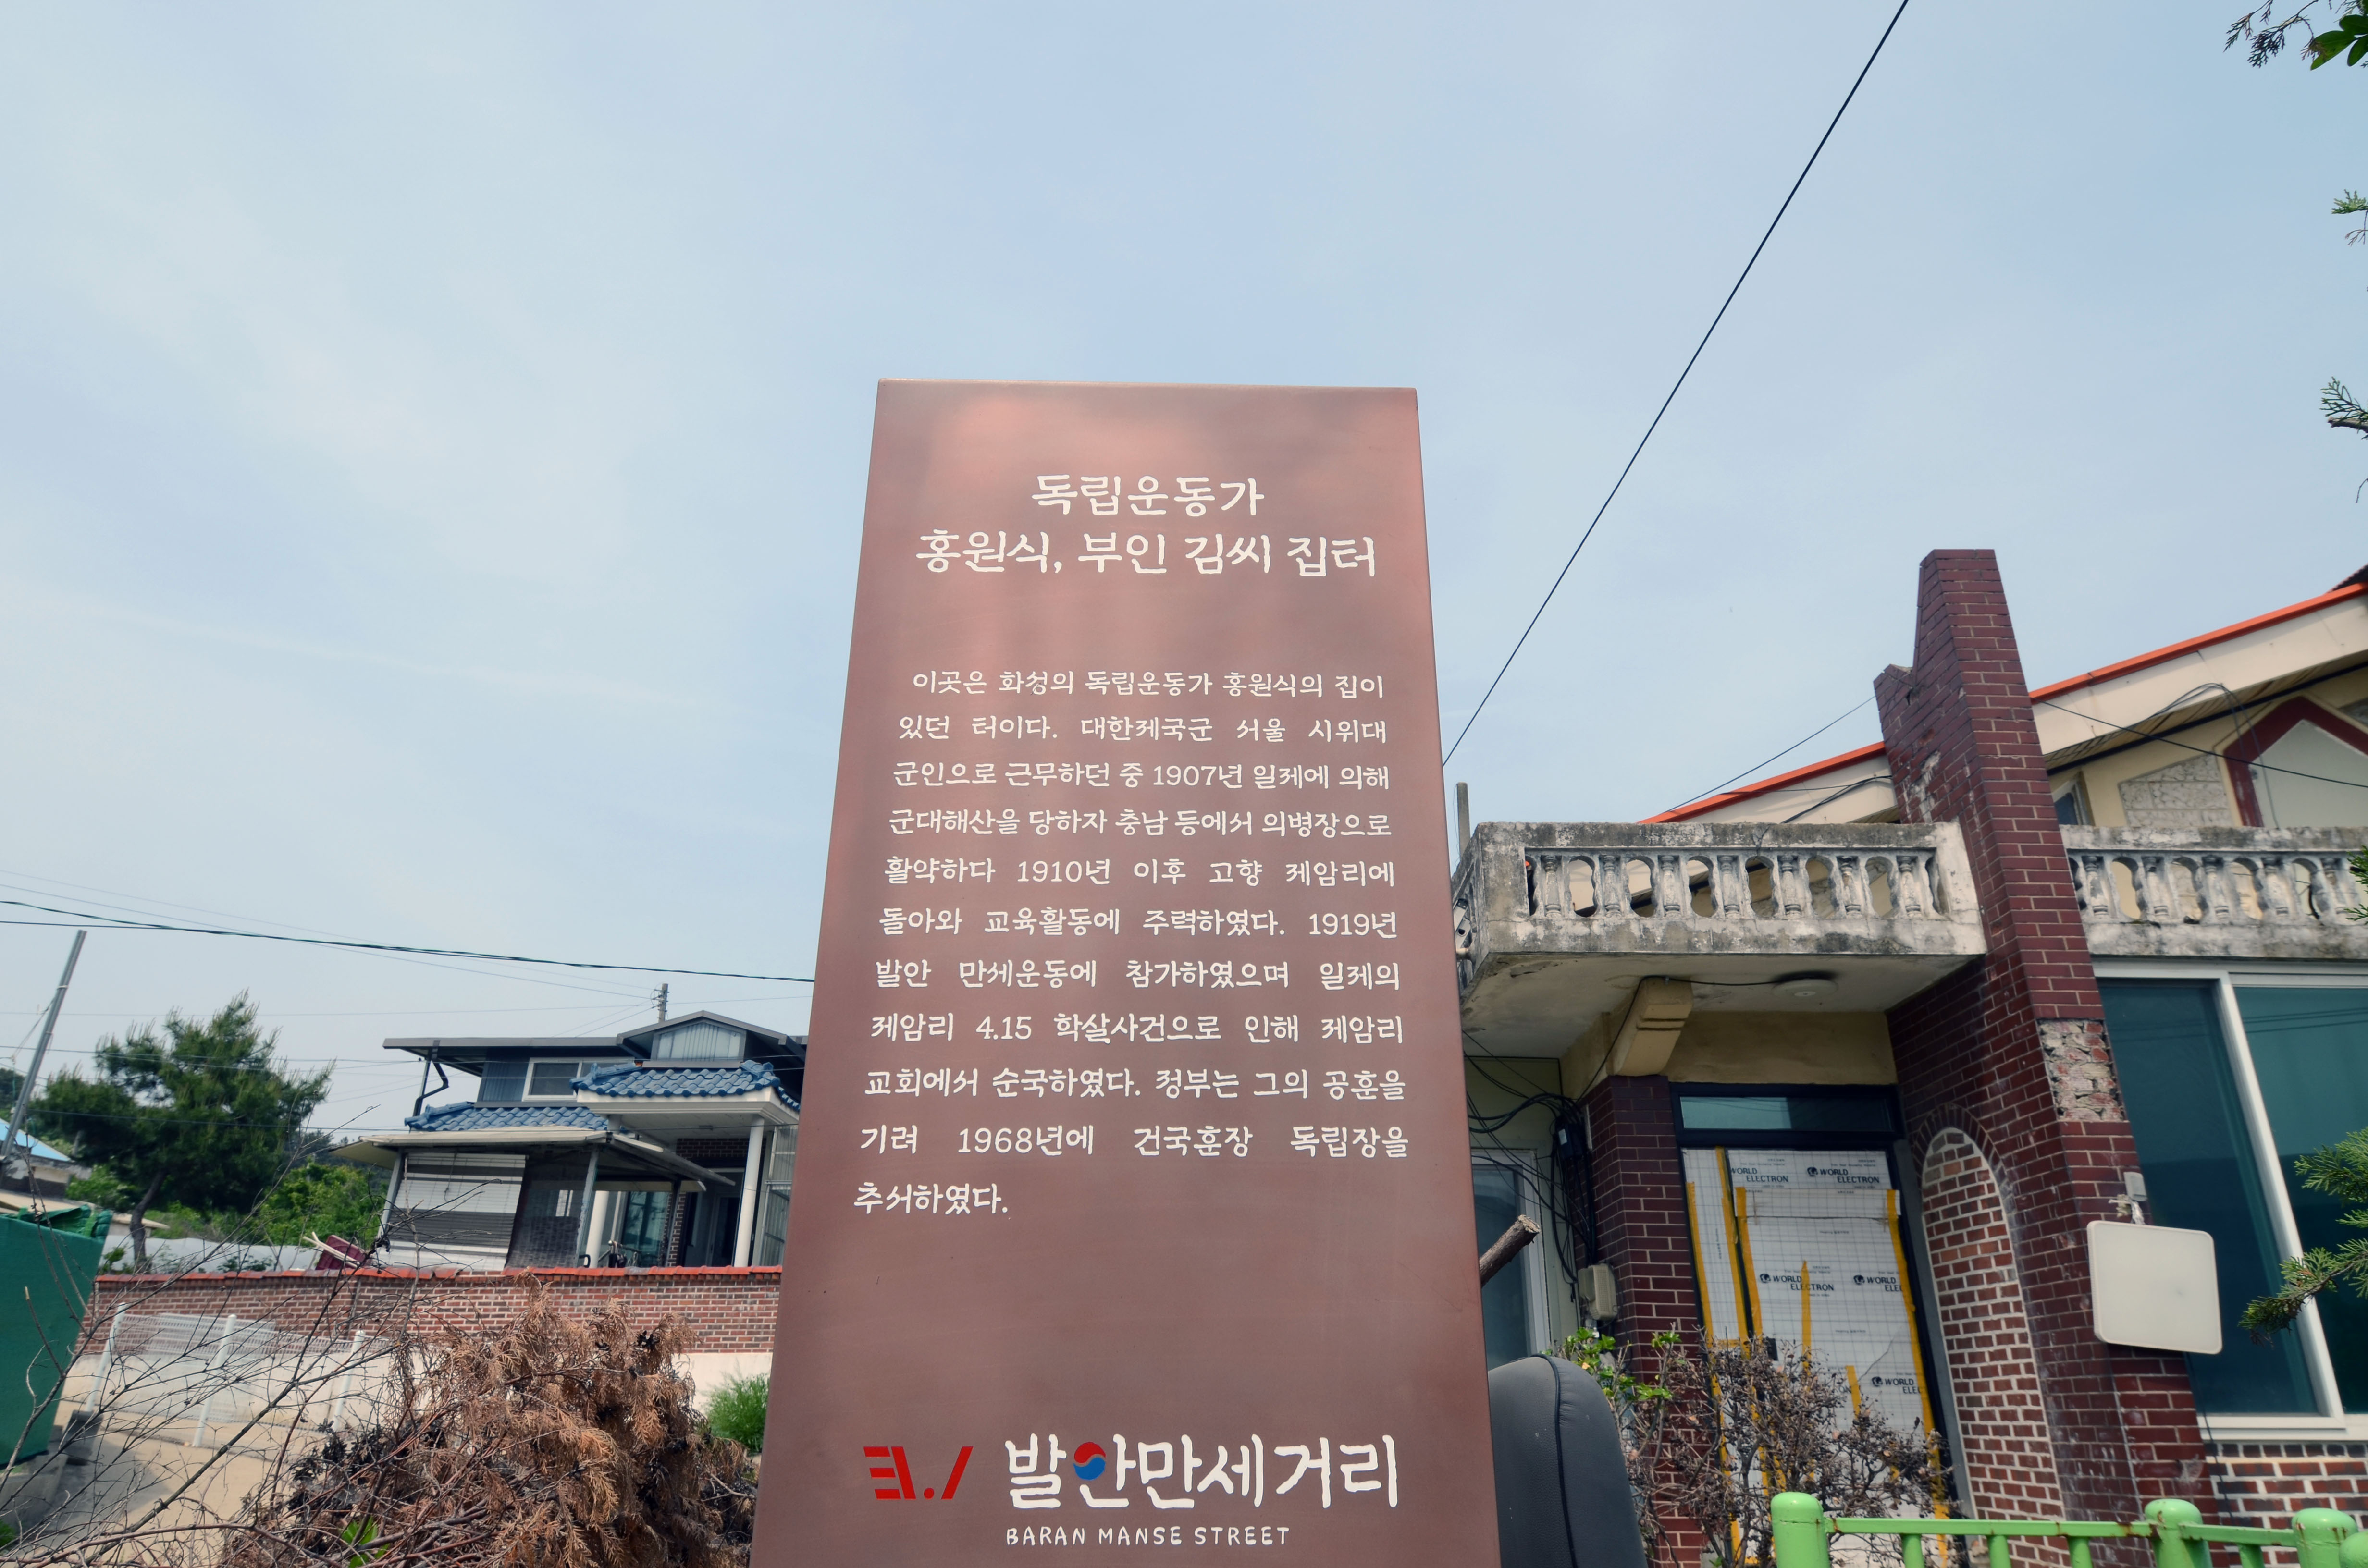 독립운동가
홍원식, 부인 김씨 집터
이곳은 화성의 독립운동가 홍원식의 집이
있던 터이다. 대한제국군 서울 시위대
군인으로 근무하던 중 1907년 일제에 의해
군대해산을 당하자 충남 등에서 의병장으로
활약하다 1910년 이후 고향 제암리에
돌아와 교육활동에 주력하였다. 1919년
발안 만세운동에 참가하였으며 일제의
제암리 4.15 학살사건으로 인해 제암리
교회에서 순국하였다. 정부는 그의 공훈을
기려 1968년에 건국훈장 독립장을
추서하였다.
발안만세거리
BARAN MANSE STREET
WORLD
ELECTRON
WORLD
ELECTRON
WORLD
ELECTRON
WORLD
ELE
WORLD
ELE